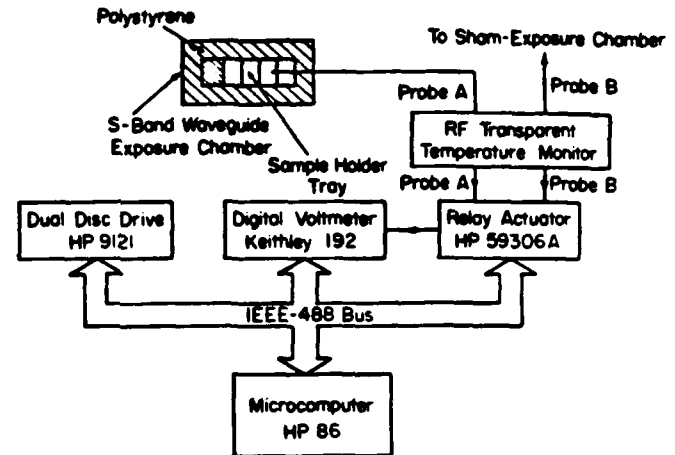 Polystyrene
To Sham-Exposure Chamber
Probe A
Probe B
S-Band Waveguide
Exposure Chamber
RF Transparent
Temperature Monitor
Sample Holder
Tray
Probe A
Probe B
Dual Disc Drive
HP 9121
Digital Voltmeter
Keithley 192
Relay Actuator
HP 59306A
IEEE-488 Bus
Microcomputer
HP 86